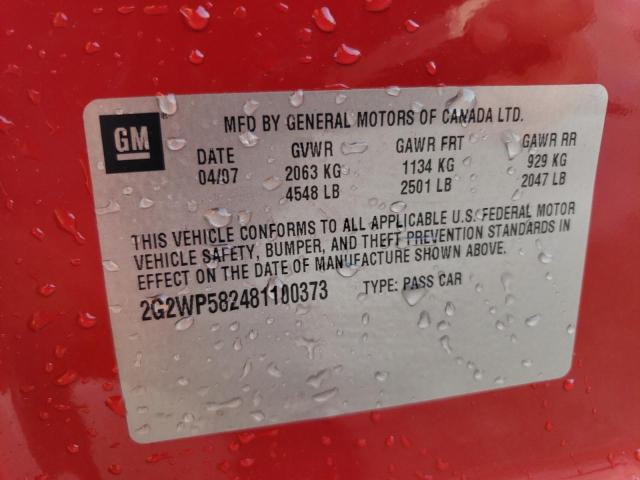 GM
MFD BY GENERAL MOTORS OF CANADA LTD.
DATE GVWR GAWR FRT GAWR RR
04/07 2063 KG 1134 KG 929 KG
4548 LB 2501 LB 2047 LB
THIS VEHICLE CONFORMS TO ALL APPLICABLE U.S. FEDERAL MOTOR
VEHICLE SAFETY, BUMPER, AND THEFT PREVENTION STANDARDS IN
EFFECT ON THE DATE OF MANUFACTURE SHOWN ABOVE.
2G2WP582481100373 TYPE: PASS CAR